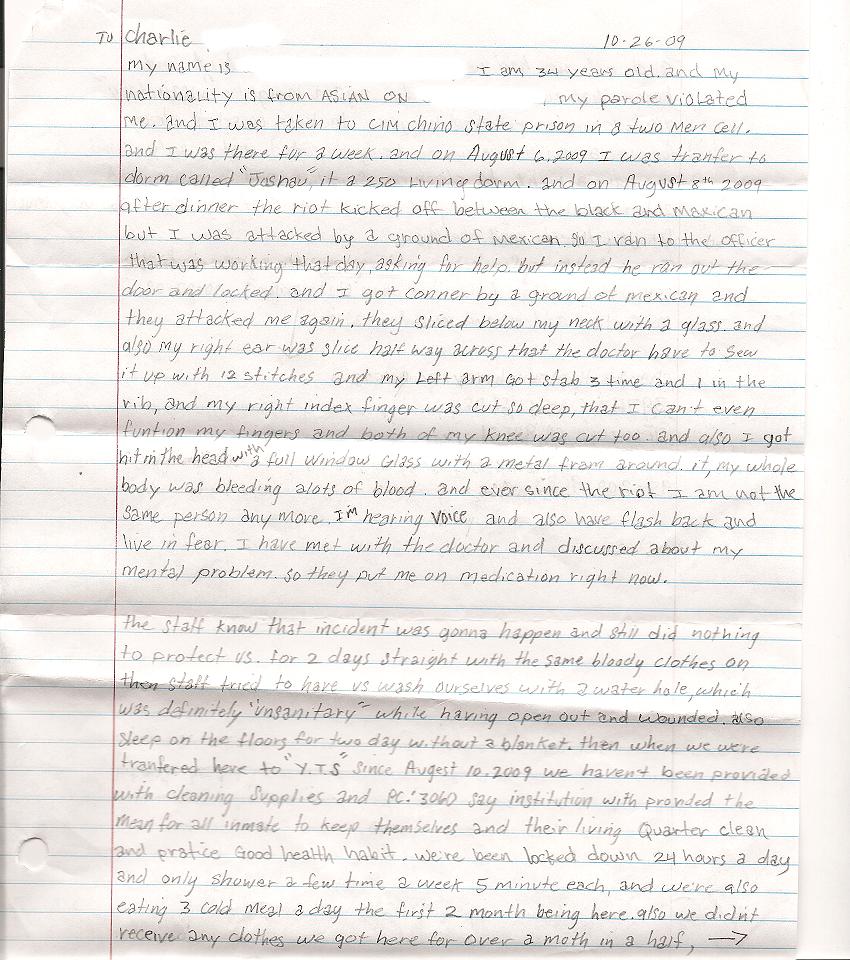 TO Charlie 10-26-09
my name is I am 34 years old. and my
nationality is from ASIAN ON , my parole violated
me. and I was taken to CIM chino state prison in a two Men cell.
and I was there for a week. and on August 6, 2009 I was tranfer to
dorm called "Joshau", it a 250 Living dorm. and on August 8th 2009
after dinner the riot kicked off between the black and Maxican
but I was attacked by a ground of Mexican, so I ran to the officer
that was working that day, asking for help. but instead he ran out the
door and locked. and I got conner by a ground of mexican and
they attacked me again. they sliced below my neck with a glass. and
also my right ear was slice half way across that the doctor have to sew
it up with 12 stitches and my Left arm Got stab 3 time and 1 in the
rib, and my right index finger was cut so deep, that I can't even
funtion my fingers and both of my knee was cut too. and also I got
hit in the head with a full window Glass with a metal fram around. it, my whole
body was bleeding alots of blood. and ever since the riot I am not the
same person any more. I'm hearing voice and also have flash back and
live in fear. I have met with the doctor and discussed about my
mental problem. so they put me on medication right now.
the staff know that incident was gonna happen and still did nothing
to protect us. for 2 days straight with the same bloody clothes on
then staff tried to have us wash ourselves with a water hole, which
was definitely "unsanitary" while having open out and wounded. also
sleep on the floors for two day without a blanket. then when we were
tranfered here to "Y.T.S" since Augest 10. 2009 we haven't been provided
with cleaning supplies and PC. 3060 say institution with provided the
mean for all inmate to keep themselves and their living Quarter clean
and pratice Good health habit. we're been locked down 24 hours a day
and only shower a few time a week 5 minute each, and we're also
eating 3 cold meal a day the first 2 month being here. also we didn't
receive any clothes we got here for over a moth in a half, →